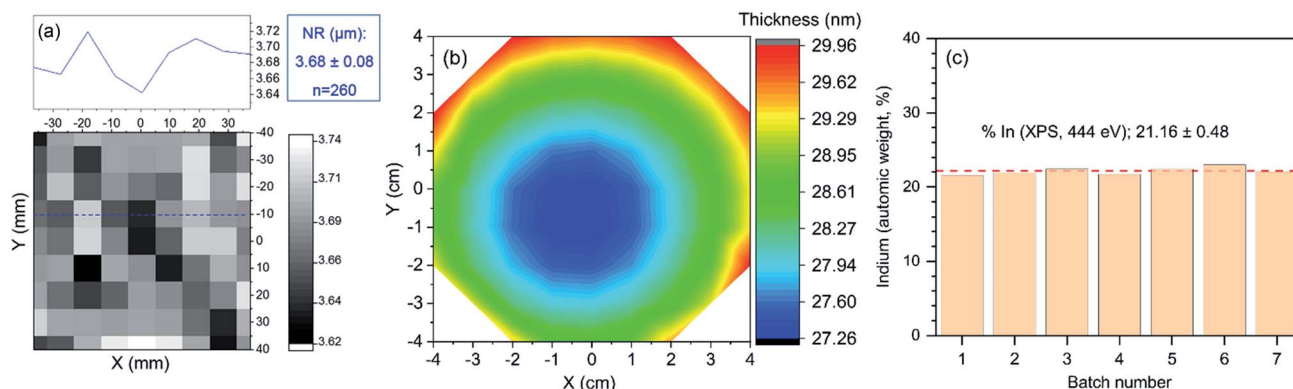 (a)
3.72
3.70
3.68
3.66
3.64
-30 -20 -10 0 10 20 30
NR (μm):
3.68 ± 0.08
n=260
Y (mm)
-40
-30
-20
-10
0
10
20
30
40
X (mm)
3.74
3.71
3.69
3.66
3.64
3.62
(b)
Y (cm)
4
3
2
1
0
-1
-2
-3
-4
-4 -3 -2 -1 0 1 2 3 4
X (cm)
Thickness (nm)
29.96
29.62
29.29
28.95
28.61
28.28
27.94
27.60
27.26
(c)
Indium (automic weight, %)
40
30
20
10
0
% In (XPS, 444 eV); 21.16 ± 0.48
1 2 3 4 5 6 7
Batch number